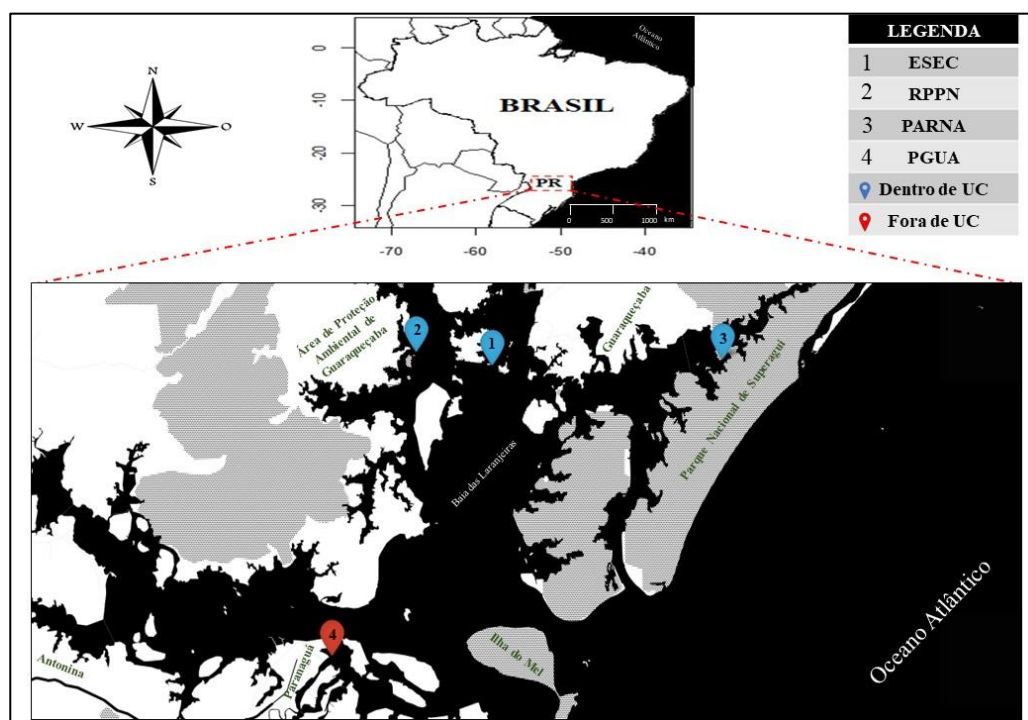 N
W
O
S
Oceano
Atlântico
BRASIL
PR
0
-10
-20
-30
0 500 1000 km
-70 -60 -50 -40
LEGENDA
1 ESEC
2 RPPN
3 PARNA
4 PGUA
Dentro de UC
Fora de UC
Área de Proteção
Ambiental de
Guaraqueçaba
2
1
Guaraqueçaba
3
Parque Nacional de Superagui
Baia das Laranjeiras
4
Antonina
Paranaguá
Ilha do Mel
Oceano Atlântico